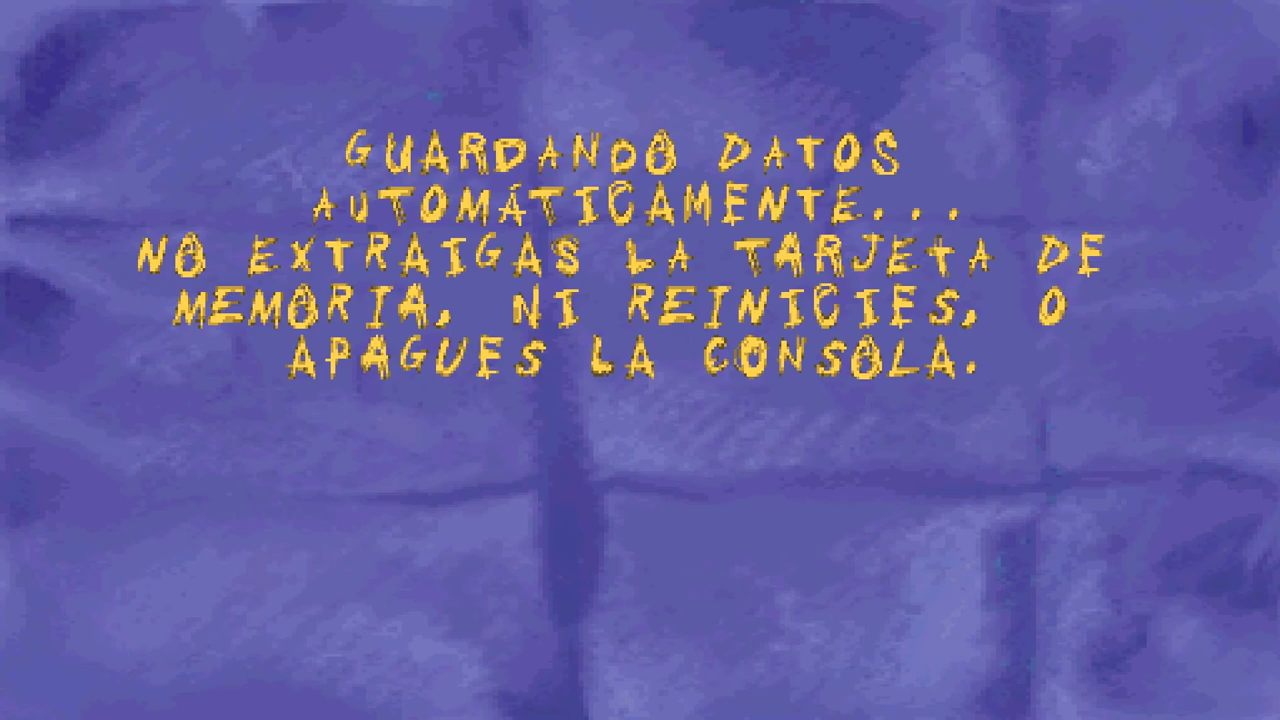 GUARDANDO DATOS
AUTOMÁTICAMENTE...
NO EXTRAIGAS LA TARJETA DE
MEMORIA, NI REINICIES, O
APAGUES LA CONSOLA.